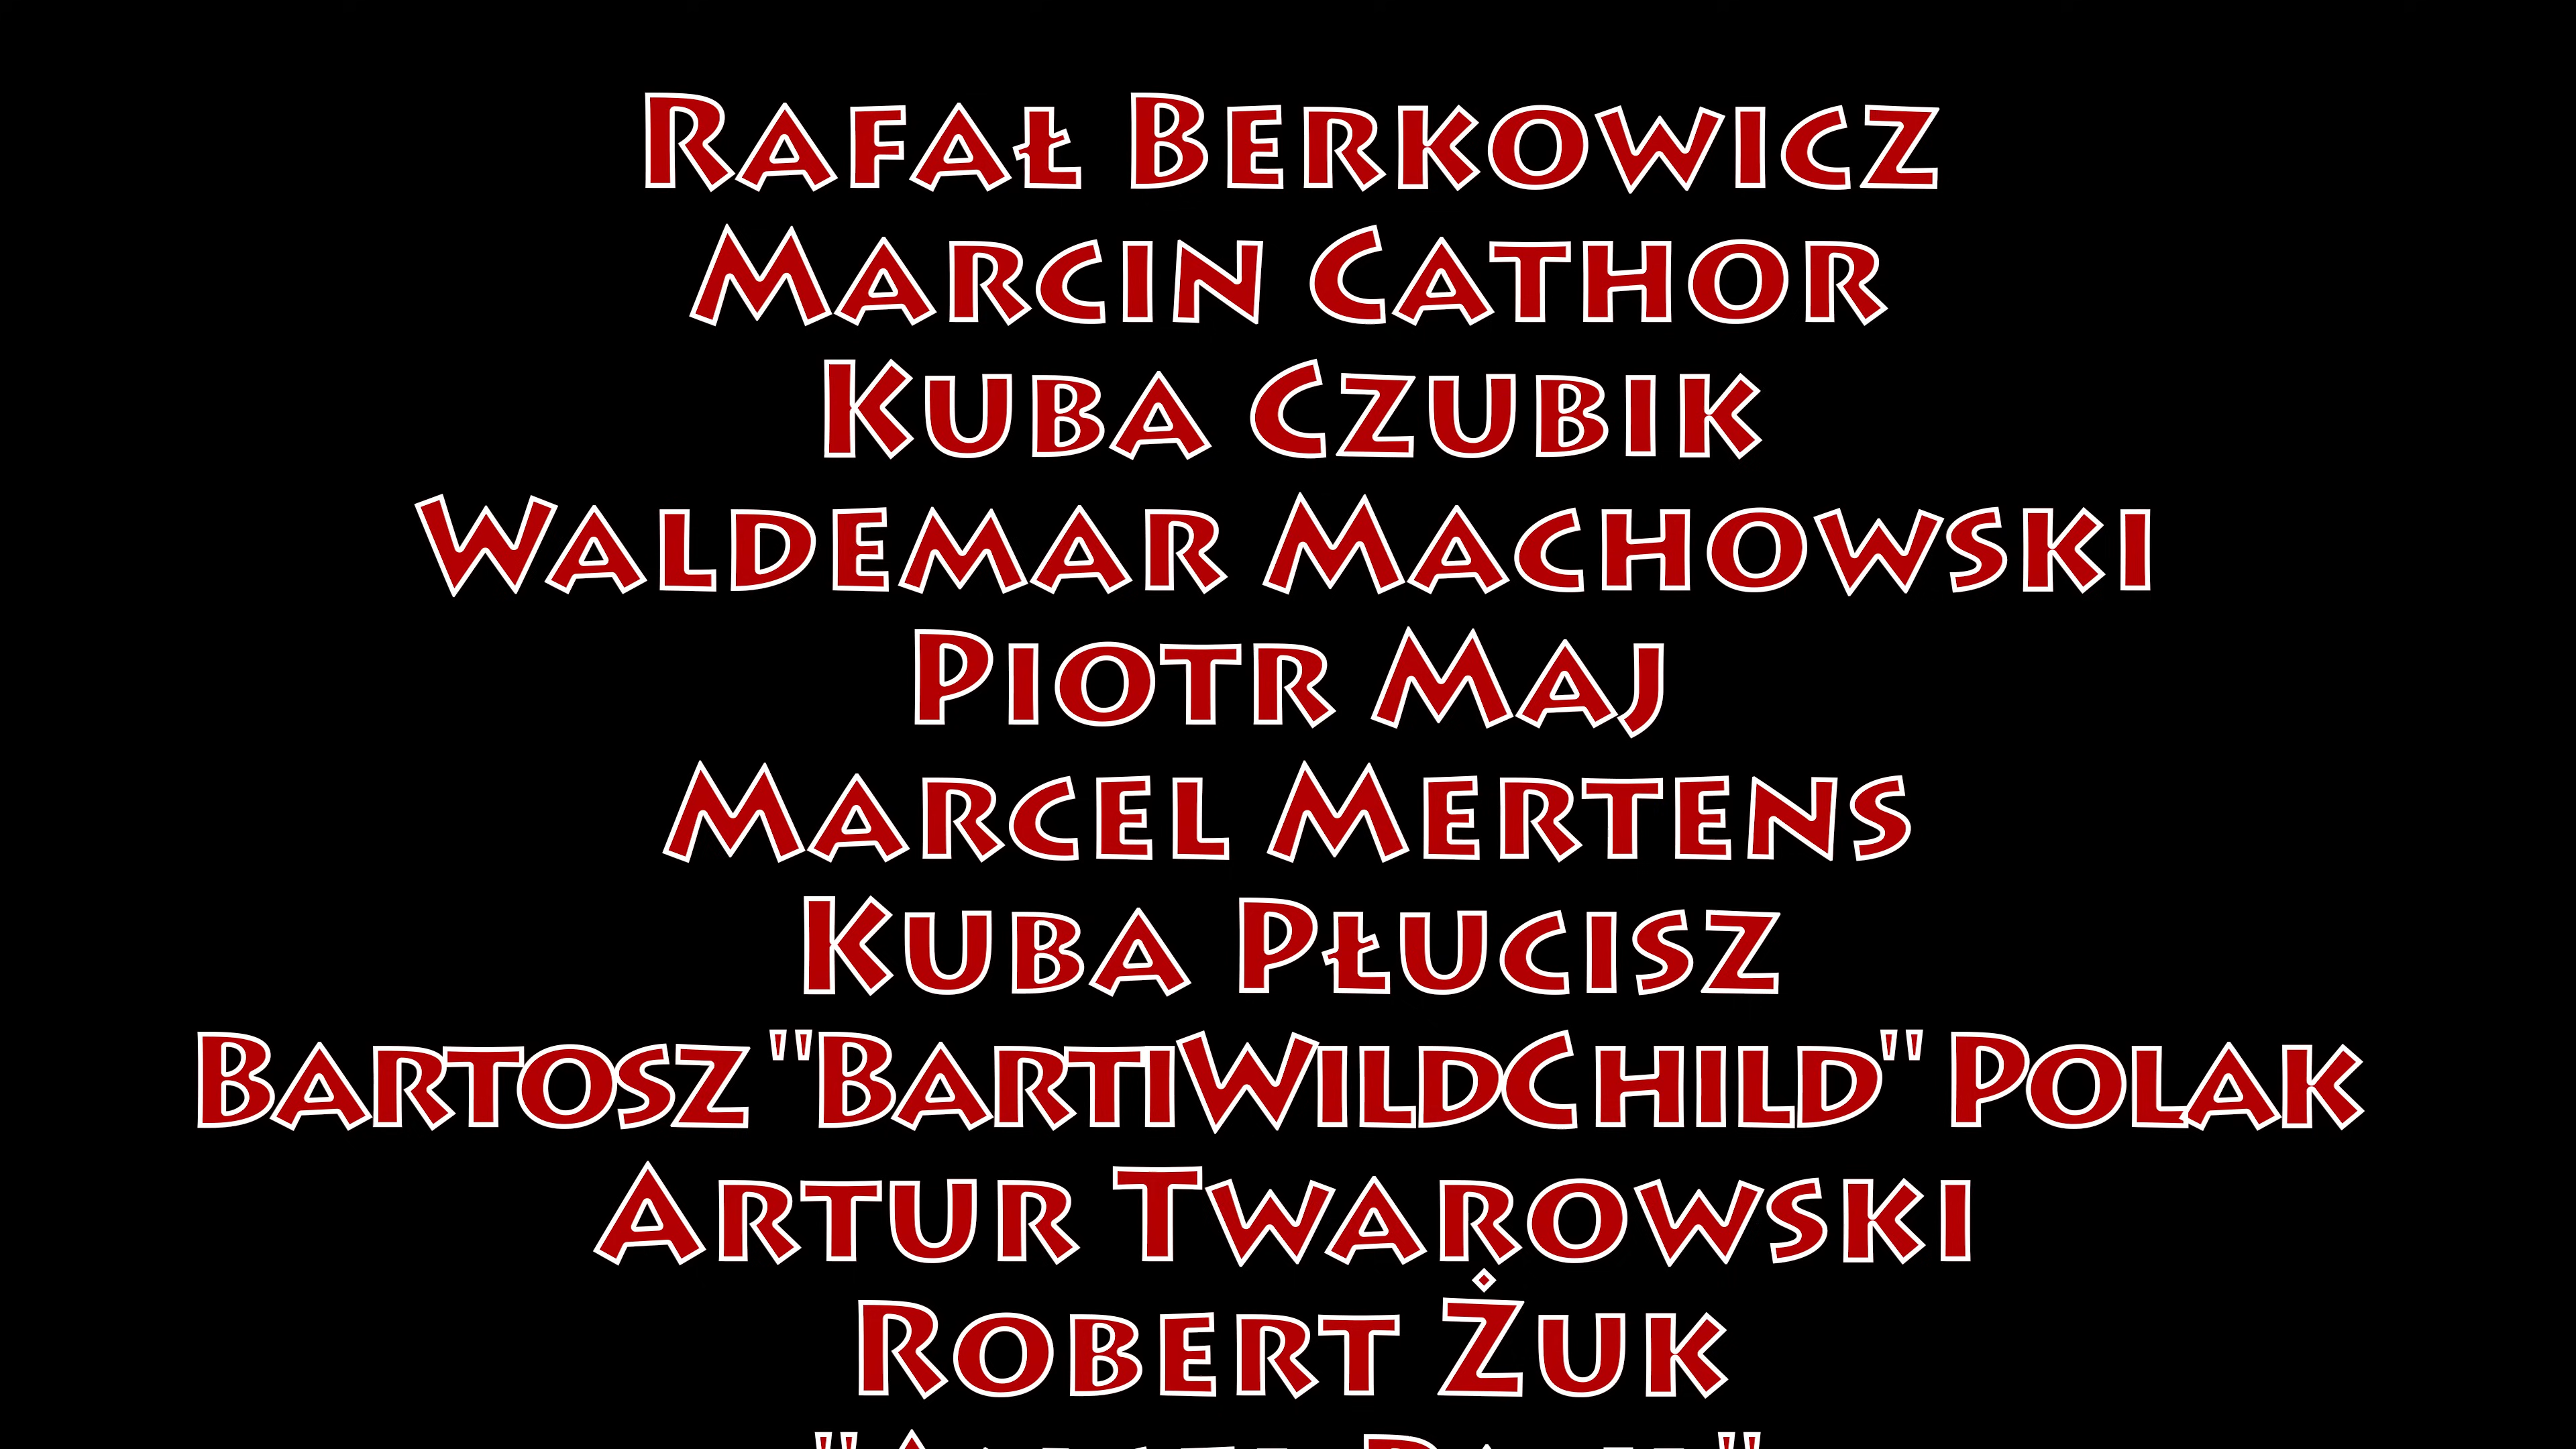 Rafał Berkowicz
Marcin Cathor
Kuba Czubik
Waldemar Machowski
Piotr Maj
Marcel Mertens
Kuba Płucisz
Bartosz "BartiWildChild" Polak
Artur Twarowski
Robert Żuk